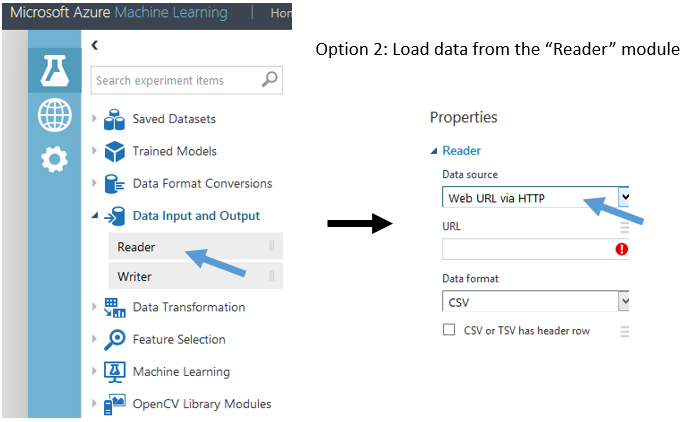 Microsoft Azure Machine Learning
Option 2: Load data from the “Reader” module
Search experiment items
Saved Datasets
Trained Models
Data Format Conversions
Data Input and Output
Reader
Writer
Data Transformation
Feature Selection
Machine Learning
OpenCV Library Modules
Properties
Reader
Data source
Web URL via HTTP
URL
Data format
CSV
CSV or TSV has header row